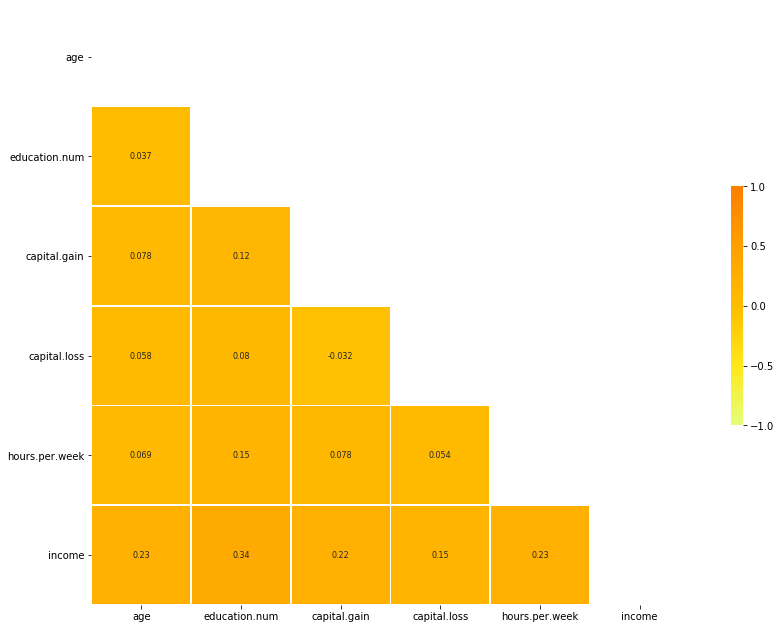 age
education.num
0.037
capital.gain
0.078 0.12
capital.loss
0.058 0.08 -0.032
hours.per.week
0.069 0.15 0.078 0.054
income
0.23 0.34 0.22 0.15 0.23
age education.num capital.gain capital.loss hours.per.week income
1.0
0.5
0.0
−0.5
−1.0